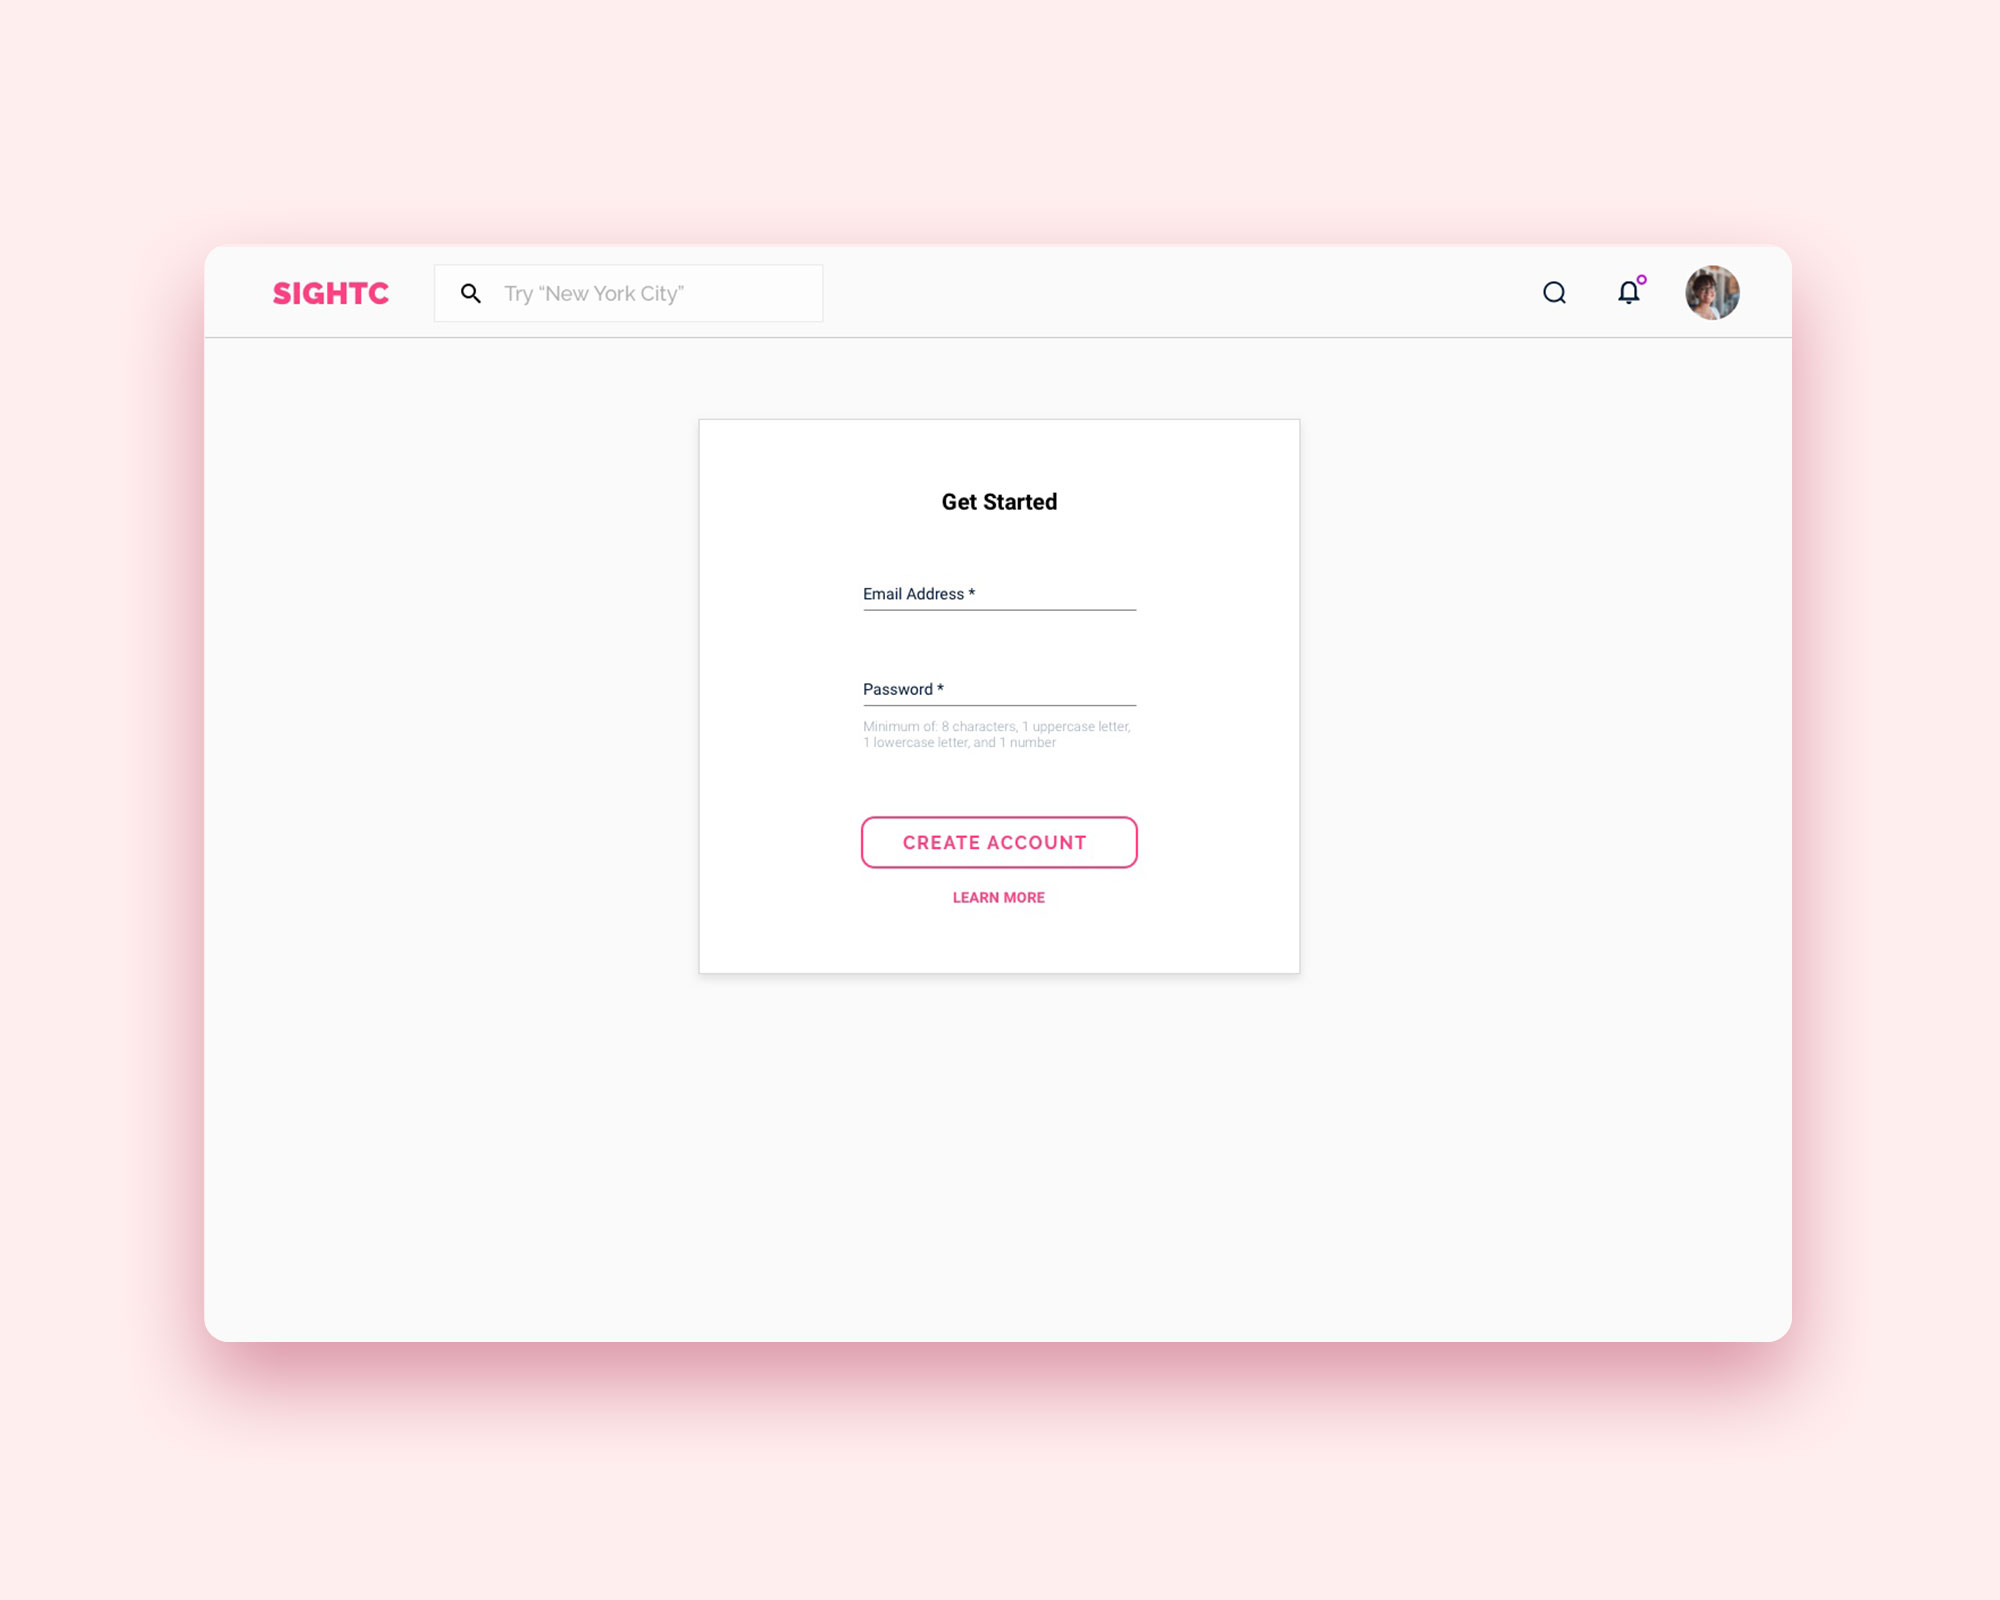 SIGHTC
Try “New York City”
Get Started
Email Address *
Password *
Minimum of: 8 characters, 1 uppercase letter,
1 lowercase letter, and 1 number
CREATE ACCOUNT
LEARN MORE